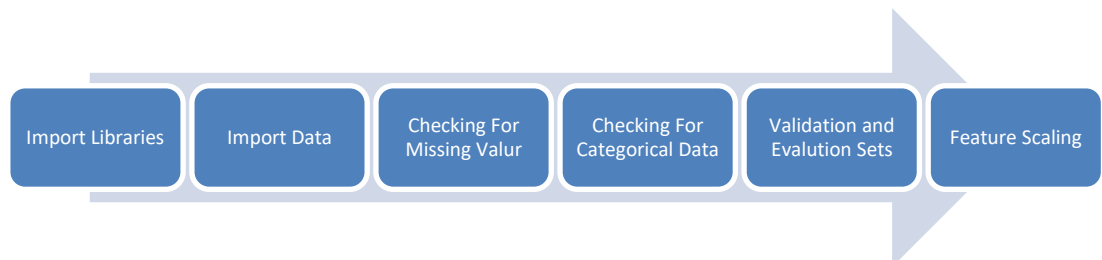 Import Libraries
Import Data
Checking For
Missing Valur
Checking For
Categorical Data
Validation and
Evalution Sets
Feature Scaling